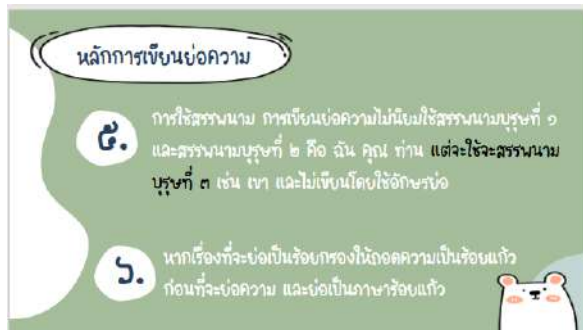 หลักการเขียนย่อความ
๕.
การใช้สรรพนาม การเขียนย่อความไม่นิยมใช้สรรพนามบุรุษที่ ๑
และสรรพนามบุรุษที่ ๒ คือ ฉัน คุณ ท่าน แต่จะใช้จะสรรพนาม
บุรุษที่ ๓ เช่น เขา และไม่เขียนโดยใช้อักษรย่อ
๖.
หากเรื่องที่จะย่อเป็นร้อยกรองให้ถอดความเป็นร้อยแก้ว
ก่อนที่จะย่อความ และย่อเป็นภาษาร้อยแก้ว